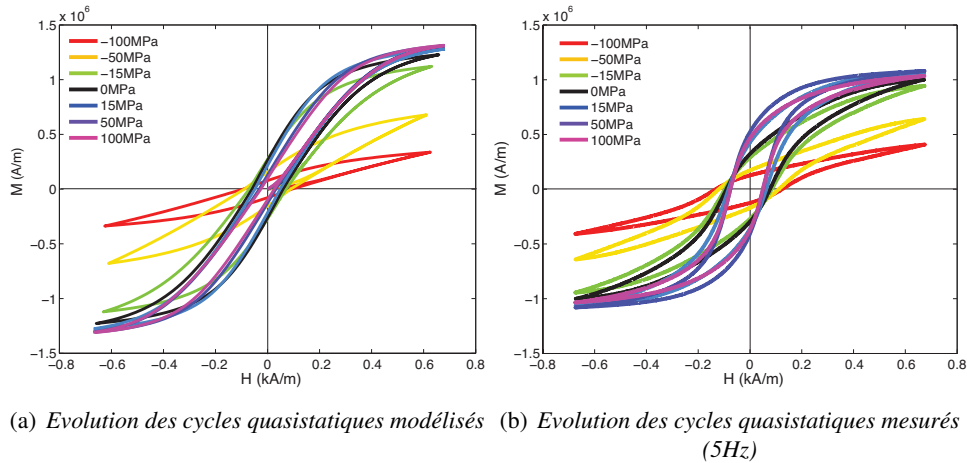 x 10⁶
1.5
1
0.5
0
−0.5
−1
−1.5
M (A/m)
−100MPa
−50MPa
−15MPa
0MPa
15MPa
50MPa
100MPa
−0.8 −0.6 −0.4 −0.2 0 0.2 0.4 0.6 0.8
H (kA/m)
(a) Evolution des cycles quasistatiques modélisés
x 10⁶
1.5
1
0.5
0
−0.5
−1
−1.5
M (A/m)
−100MPa
−50MPa
−15MPa
0MPa
15MPa
50MPa
100MPa
−0.8 −0.6 −0.4 −0.2 0 0.2 0.4 0.6 0.8
H (kA/m)
(b) Evolution des cycles quasistatiques mesurés
(5Hz)